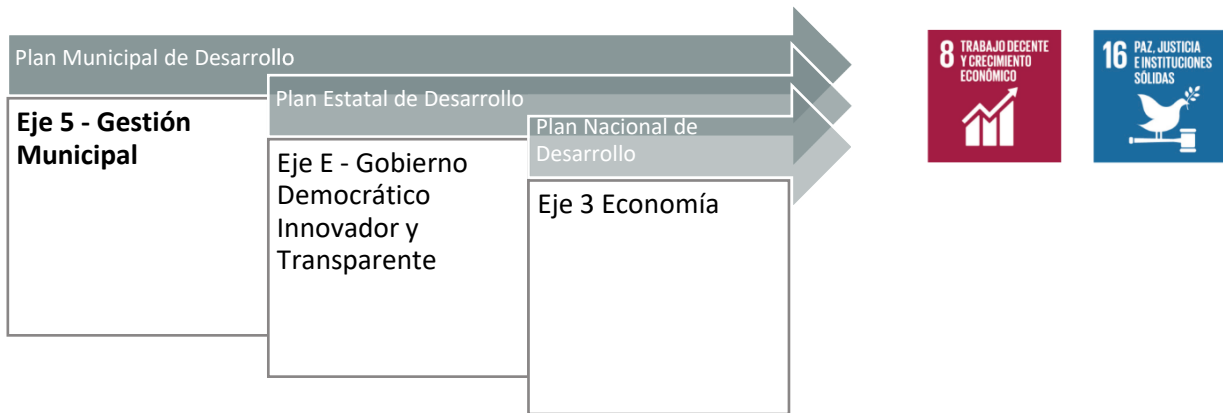 Plan Municipal de Desarrollo
Eje 5 - Gestión
Municipal
Plan Estatal de Desarrollo
Eje E - Gobierno
Democrático
Innovador y
Transparente
Plan Nacional de
Desarrollo
Eje 3 Economía
8 TRABAJO DECENTE
Y CRECIMIENTO
ECONÓMICO
16 PAZ, JUSTICIA
E INSTITUCIONES
SÓLIDAS